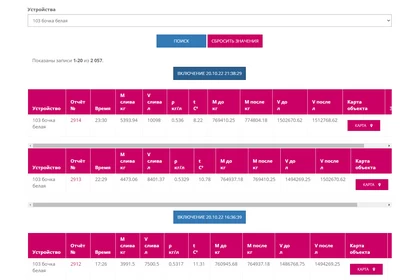 Устройства
103 бочка белая
ПОИСК СБРОСИТЬ ЗНАЧЕНИЯ
Показаны записи 1-20 из 2 057.
ВКЛЮЧЕНИЕ 20.10.22 21:38:29
Устройство Отчёт № Время M слива кг V слива л ρ кг/л t C° M до кг M после кг V до л V после л Карта объекта
103 бочка белая 2914 23:30 5393.94 10098 0,536 8.22 769410.25 774804.18 1502670.62 1512768.62 КАРТА
Устройство Отчёт № Время M слива кг V слива л ρ кг/л t C° M до кг M после кг V до л V после л Карта объекта
103 бочка белая 2913 22:29 4473.06 8401.37 0,5329 10.78 764937.18 769410.25 1494269.25 1502670.62 КАРТА
ВКЛЮЧЕНИЕ 20.10.22 16:36:39
Устройство Отчёт № Время M слива кг V слива л ρ кг/л t C° M до кг M после кг V до л V после л Карта объекта
103 бочка белая 2912 17:26 3991.5 7500,5 0,5317 11.31 760945.68 764937.18 1486768.75 1494269.25 КАРТА